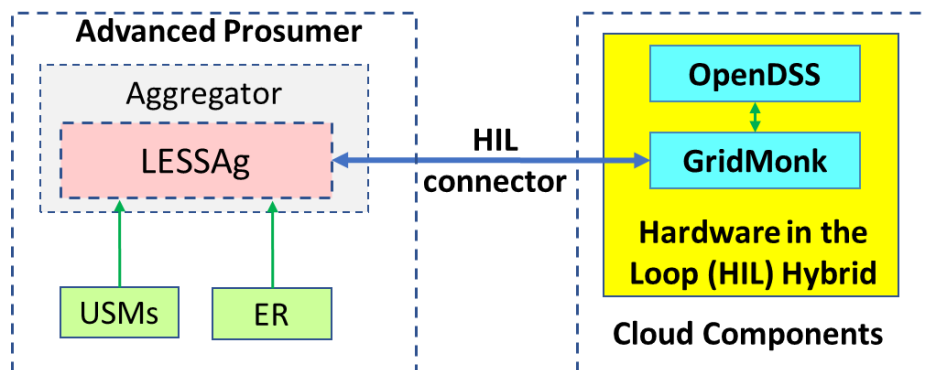 Advanced Prosumer
Aggregator
LESSAg
USMs
ER
HIL
connector
OpenDSS
GridMonk
Hardware in the
Loop (HIL) Hybrid
Cloud Components